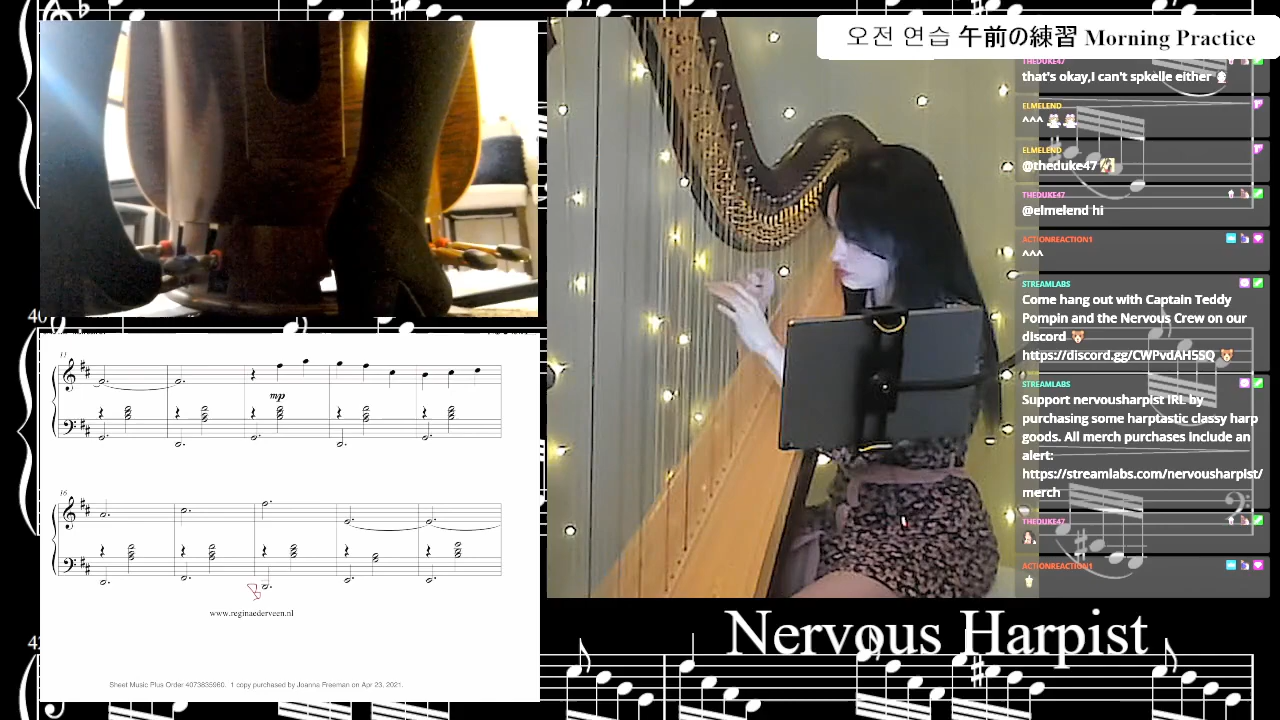 오전 연습 午前の練習 Morning Practice
THEDUKE47
that's okay,I can't spkelle either
ELMELEND
^^^
ELMELEND
@theduke47
THEDUKE47
@elmelend hi
ACTIONREACTION1
^^^
STREAMLABS
Come hang out with Captain Teddy
Pompin and the Nervous Crew on our
discord
https://discord.gg/CWPvdAH5SQ
STREAMLABS
Support nervousharpist IRL by
purchasing some harptastic classy harp
goods. All merch purchases include an
alert:
https://streamlabs.com/nervousharpist/
merch
THEDUKE47
ACTIONREACTION1
11
mp
16
www.reginaederveen.nl
Sheet Music Plus Order 4073835960. 1 copy purchased by Joanna Freeman on Apr 23, 2021.
Nervous Harpist